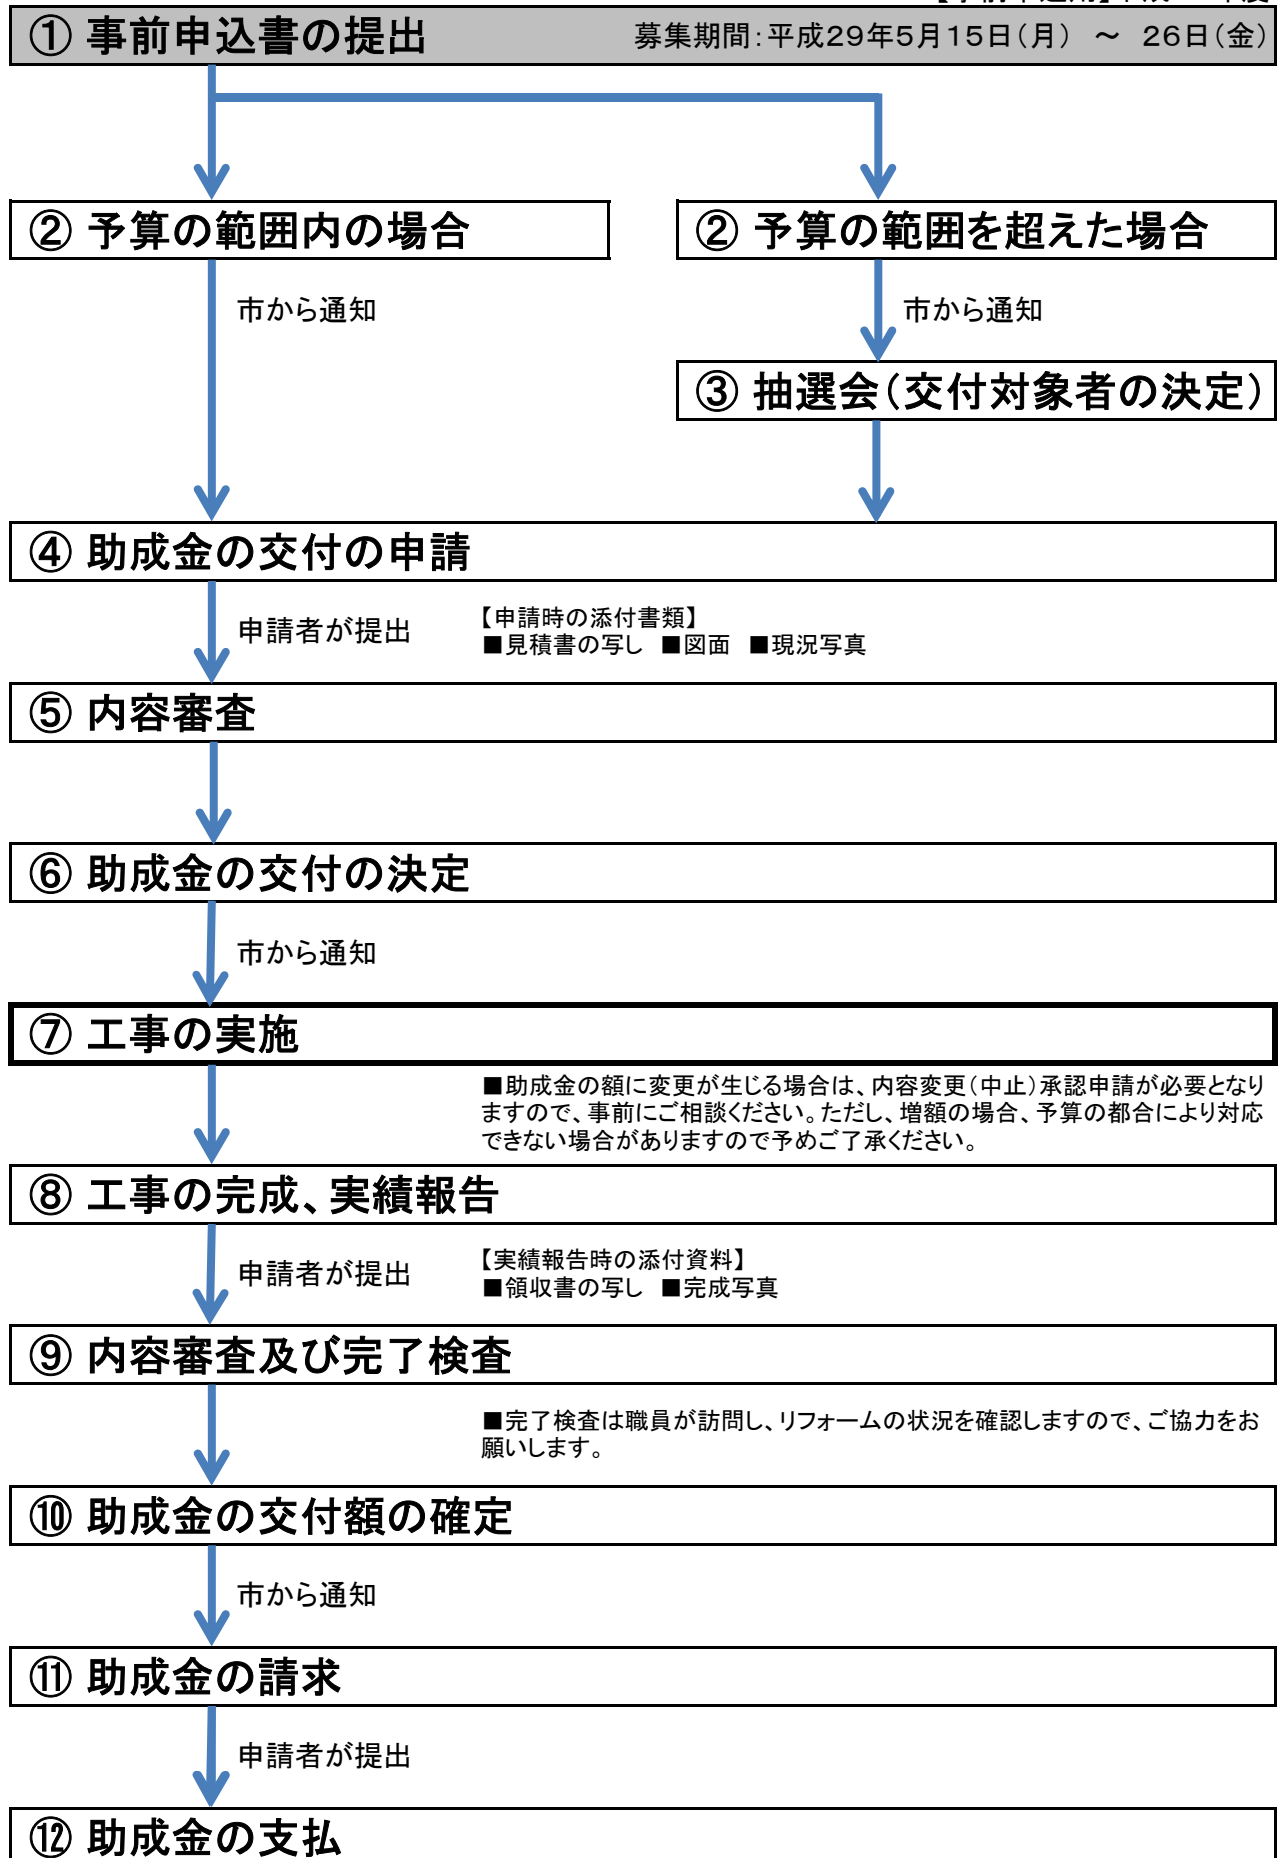 ① 事前申込書の提出 募集期間：平成29年5月15日（月） ～ 26日（金）
② 予算の範囲内の場合
② 予算の範囲を超えた場合
市から通知
市から通知
③ 抽選会（交付対象者の決定）
④ 助成金の交付の申請
申請者が提出
【申請時の添付書類】
■見積書の写し ■図面 ■現況写真
⑤ 内容審査
⑥ 助成金の交付の決定
市から通知
⑦ 工事の実施
■助成金の額に変更が生じる場合は、内容変更（中止）承認申請が必要となり
ますので、事前にご相談ください。ただし、増額の場合、予算の都合により対応
できない場合がありますので予めご了承ください。
⑧ 工事の完成、実績報告
申請者が提出
【実績報告時の添付資料】
■領収書の写し ■完成写真
⑨ 内容審査及び完了検査
■完了検査は職員が訪問し、リフォームの状況を確認しますので、ご協力をお
願いします。
⑩ 助成金の交付額の確定
市から通知
⑪ 助成金の請求
申請者が提出
⑫ 助成金の支払